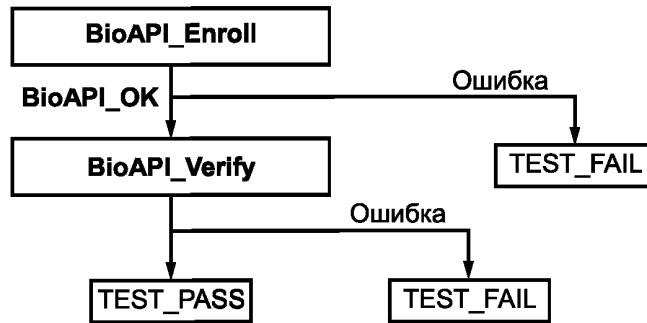 BioAPI_Enroll
Ошибка
BioAPI_OK
BioAPI_Verify
TEST_FAIL
Ошибка
TEST_PASS
TEST_FAIL